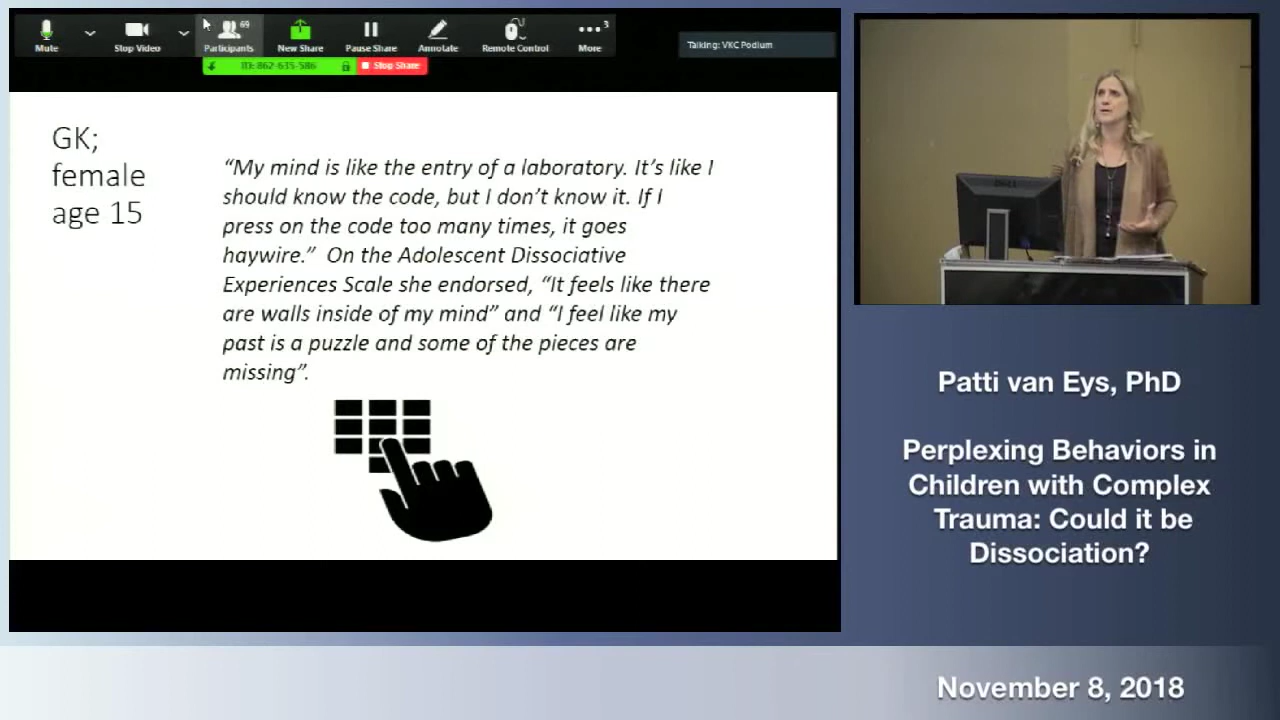 69
3
Mute
Stop Video
Participants
New Share
Pause Share
Annotate
Remote Control
More
Talking: VKC Podium
ID: 862-635-586
Stop Share
GK;
female
age 15
“My mind is like the entry of a laboratory. It’s like I
should know the code, but I don’t know it. If I
press on the code too many times, it goes
haywire.”  On the Adolescent Dissociative
Experiences Scale she endorsed, “It feels like there
are walls inside of my mind” and “I feel like my
past is a puzzle and some of the pieces are
missing”.
Patti van Eys, PhD
Perplexing Behaviors in
Children with Complex
Trauma: Could it be
Dissociation?
November 8, 2018